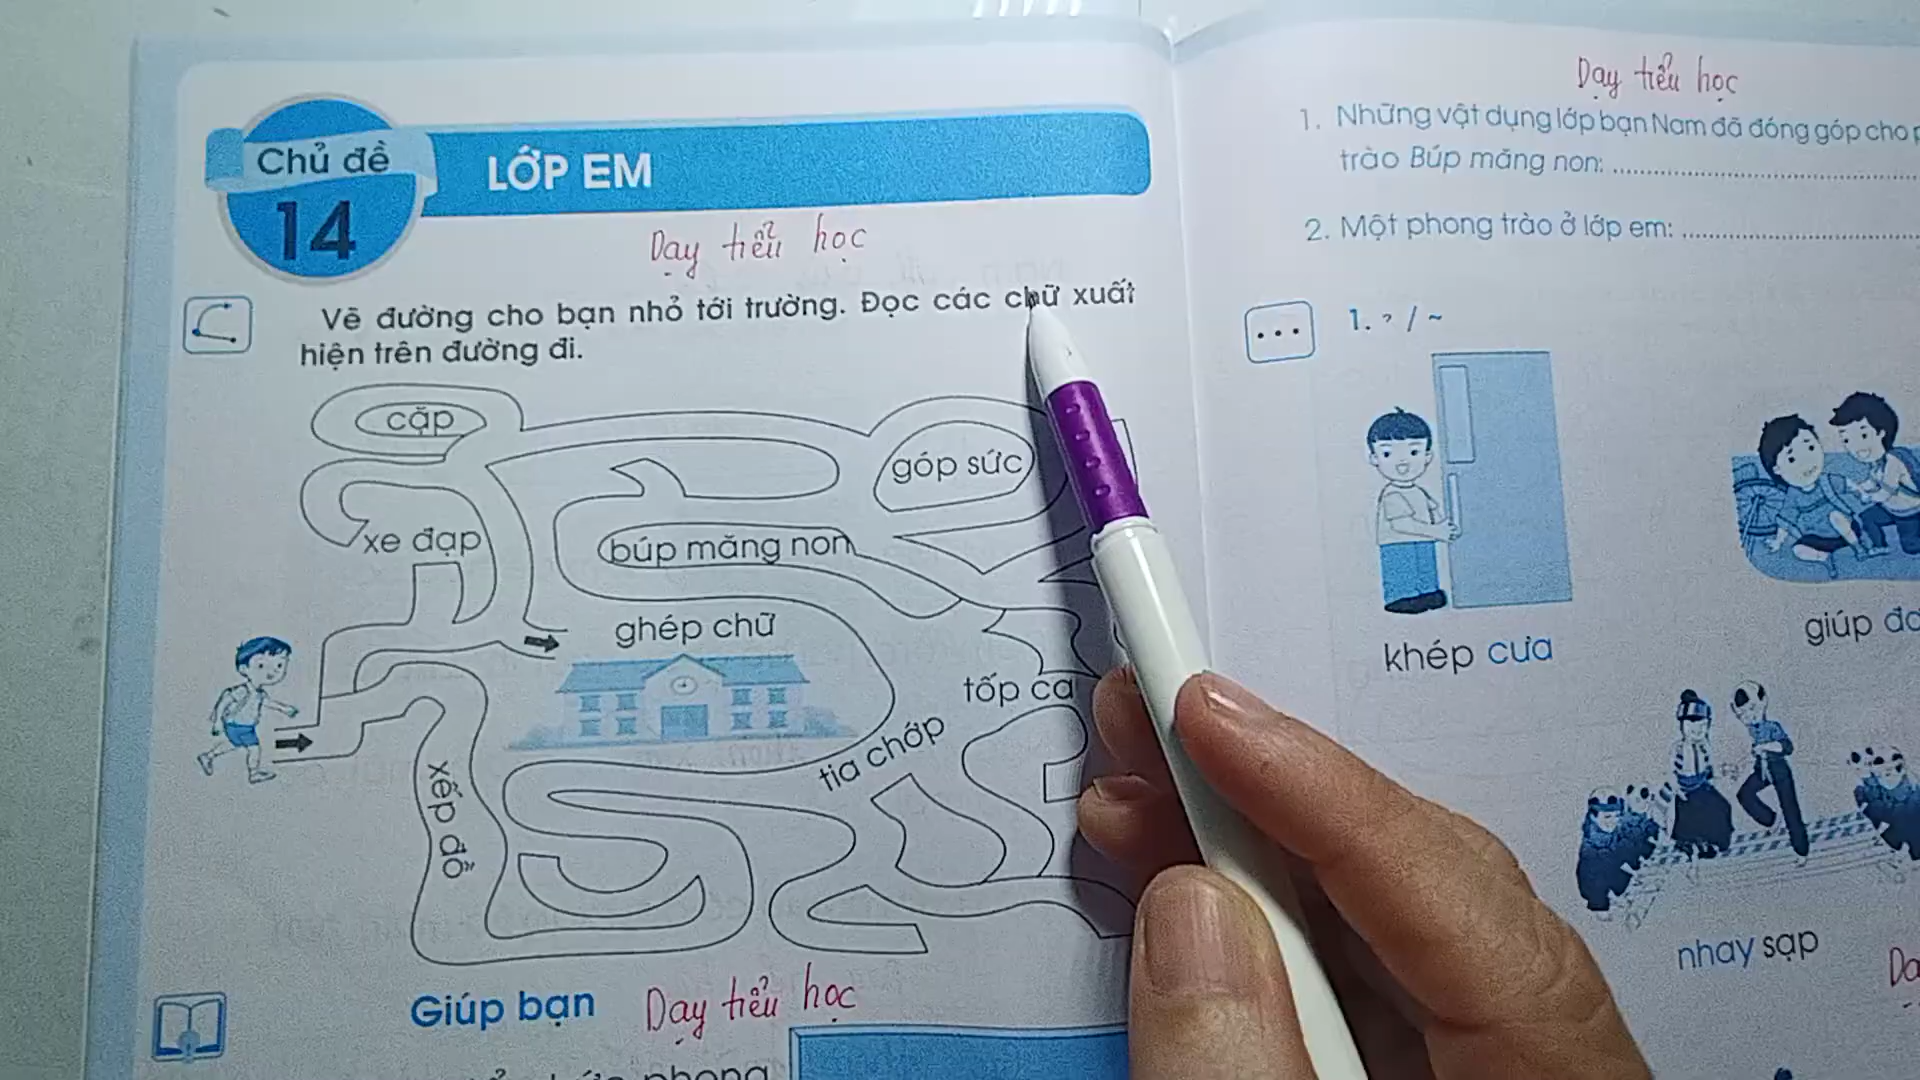 Chủ đề
14
LỚP EM
Dạy tiểu học
Vẽ đường cho bạn nhỏ tới trường. Đọc các chữ xuất
hiện trên đường đi.
cặp
góp sức
xe đạp
búp măng non
ghép chữ
tốp ca
tia chớp
xếp đồ
Giúp bạn
Dạy tiểu học
phong
Dạy tiểu học
1. Những vật dụng lớp bạn Nam đã đóng góp cho
trào Búp măng non:
2. Một phong trào ở lớp em:
...
1. ? / ~
khép cưa
giúp
nhay sạp